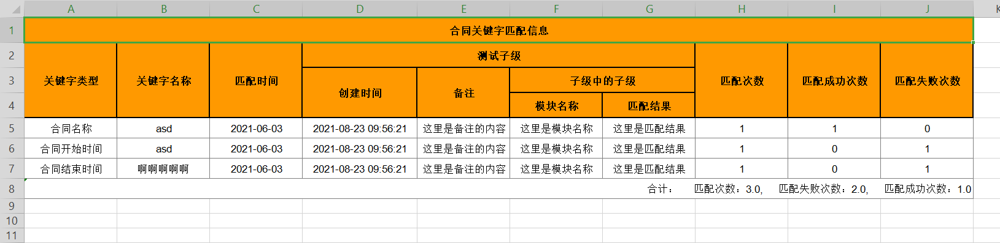 A B C D E F G H I J K
1 合同关键字匹配信息
2 测试子级
3 关键字类型 关键字名称 匹配时间 创建时间 备注 子级中的子级 匹配次数 匹配成功次数 匹配失败次数
4 模块名称 匹配结果
5 合同名称 asd 2021-06-03 2021-08-23 09:56:21 这里是备注的内容 这里是模块名称 这里是匹配结果 1 1 0
6 合同开始时间 asd 2021-06-03 2021-08-23 09:56:21 这里是备注的内容 这里是模块名称 这里是匹配结果 1 0 1
7 合同结束时间 啊啊啊啊啊 2021-06-03 2021-08-23 09:56:21 这里是备注的内容 这里是模块名称 这里是匹配结果 1 0 1
8 合计： 匹配次数：3.0, 匹配失败次数：2.0, 匹配成功次数：1.0
9
10
11